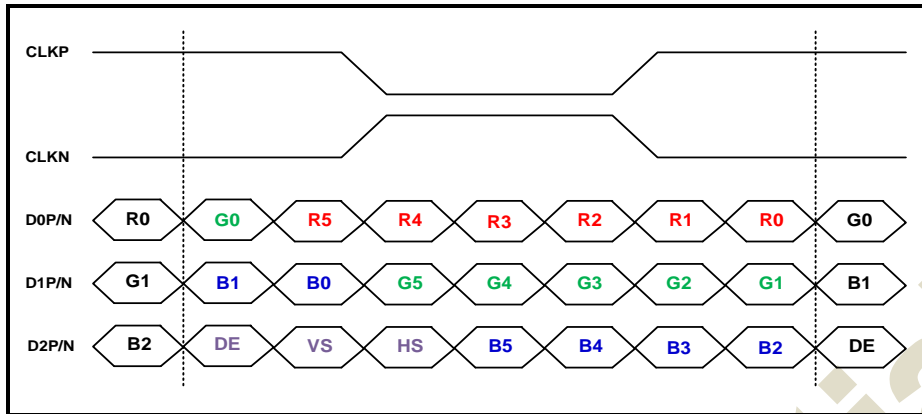 CLKP
CLKN
D0P/N R0 G0 R5 R4 R3 R2 R1 R0 G0
D1P/N G1 B1 B0 G5 G4 G3 G2 G1 B1
D2P/N B2 DE VS HS B5 B4 B3 B2 DE